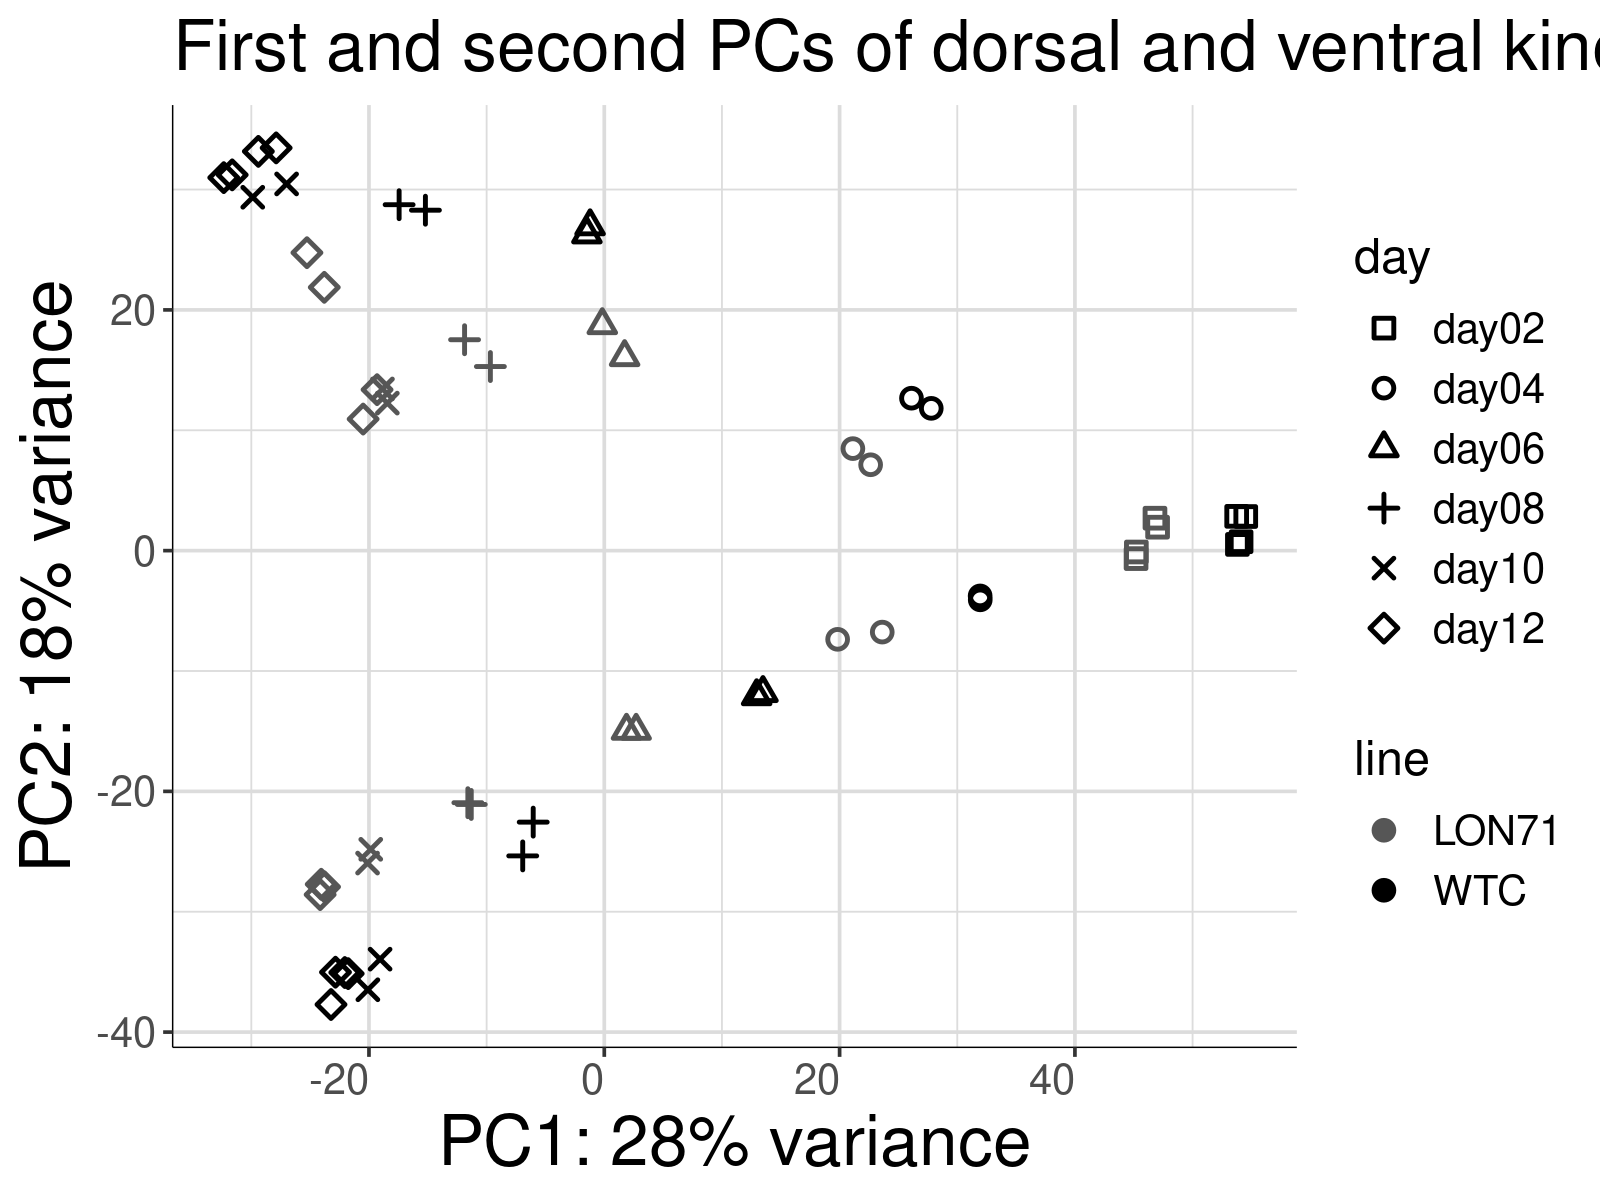 First and second PCs of dorsal and ventral
PC2: 18% variance
20
0
-20
-40
-20
0
20
40
PC1: 28% variance
day
day02
day04
day06
day08
day10
day12
line
LON71
WTC